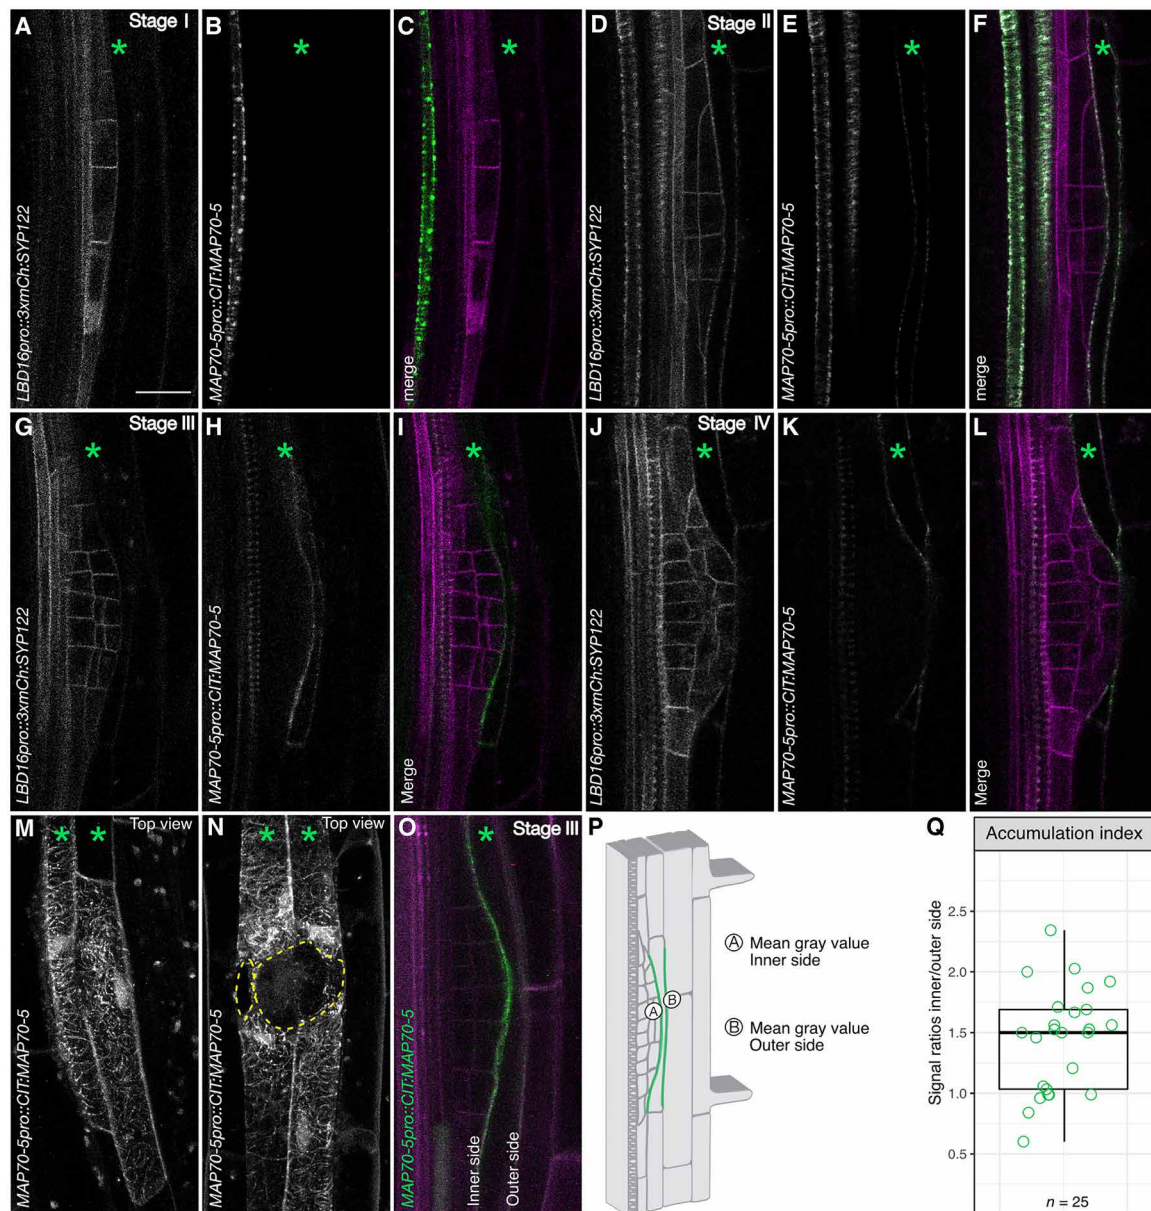 A Stage I
LBD16pro::3xmCh:SYP122
B *
MAP70-5pro::CIT:MAP70-5
C *
merge
D Stage II
LBD16pro::3xmCh:SYP122
E *
MAP70-5pro::CIT:MAP70-5
F *
merge
G Stage III
*
LBD16pro::3xmCh:SYP122
H *
MAP70-5pro::CIT:MAP70-5
I *
Merge
J Stage IV
*
LBD16pro::3xmCh:SYP122
K *
MAP70-5pro::CIT:MAP70-5
L *
Merge
M Top view
* *
MAP70-5pro::CIT:MAP70-5
N Top view
* *
MAP70-5pro::CIT:MAP70-5
O * Stage III
MAP70-5pro::CIT:MAP70-5
Inner side
Outer side
P
A
B
A Mean gray value
Inner side
B Mean gray value
Outer side
Q
Accumulation index
Signal ratios inner/outer side
2.5
2.0
1.5
1.0
0.5
n = 25